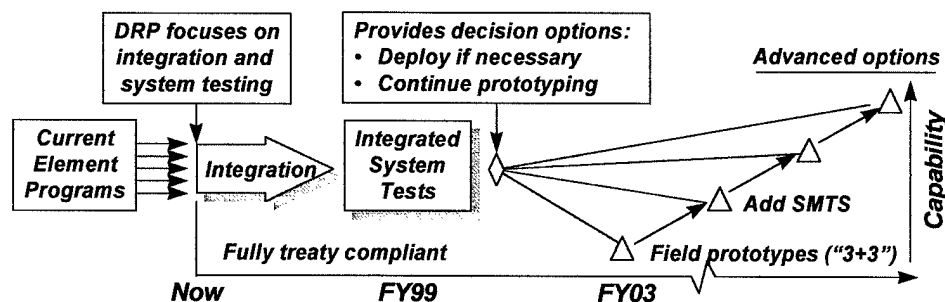 DRP focuses on
integration and
system testing
Provides decision options:
• Deploy if necessary
• Continue prototyping
Advanced options
Current
Element
Programs
Integration
Integrated
System
Tests
Capability
Add SMTS
Fully treaty compliant
Field prototypes ("3+3")
Now
FY99
FY03